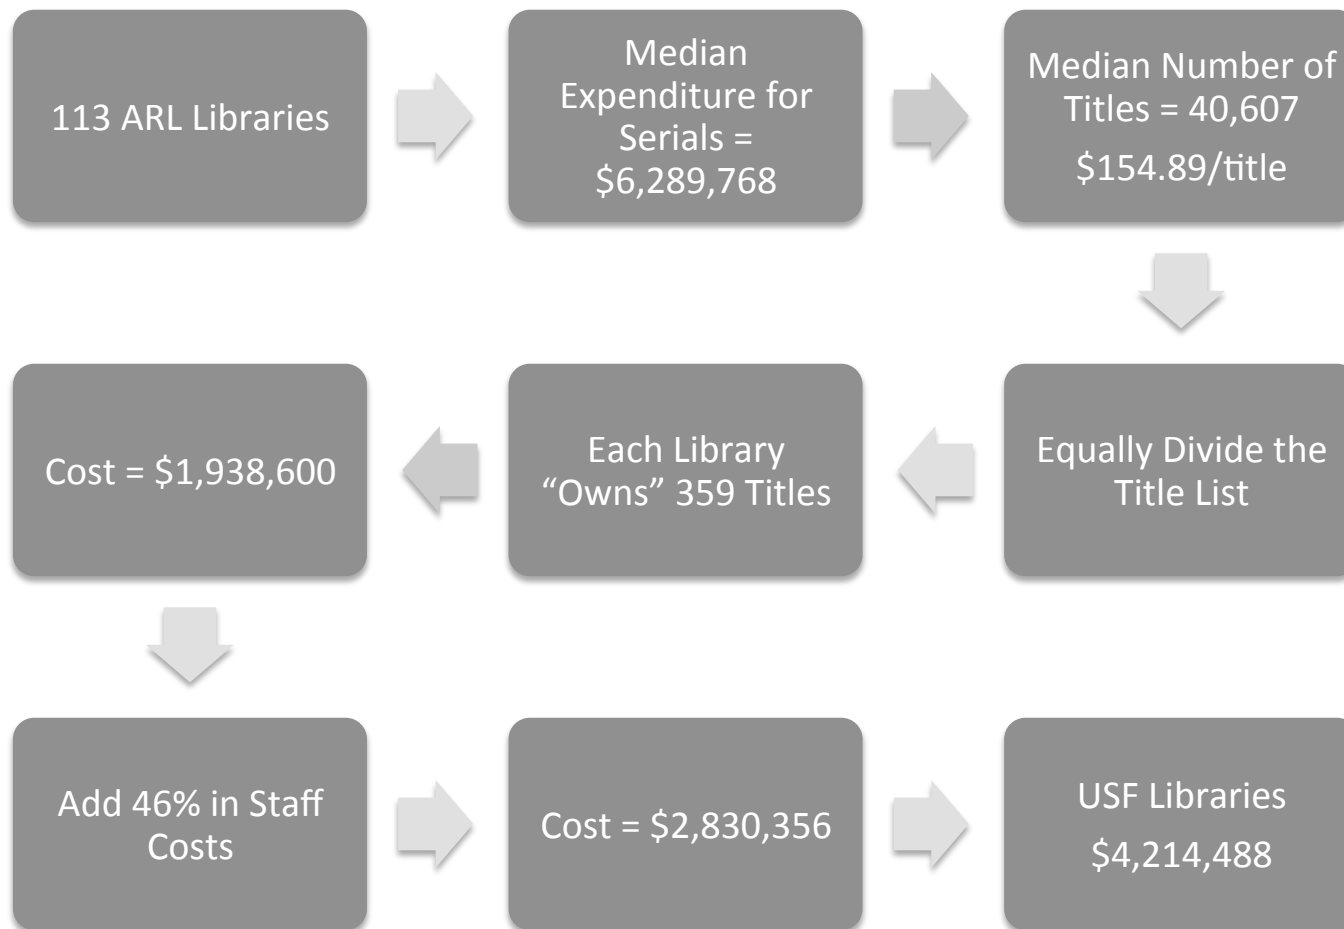 113 ARL Libraries
Median
Expenditure for
Serials =
$6,289,768
Median Number of
Titles = 40,607
$154.89/title
Equally Divide the
Title List
Each Library
“Owns” 359 Titles
Cost = $1,938,600
Add 46% in Staff
Costs
Cost = $2,830,356
USF Libraries
$4,214,488